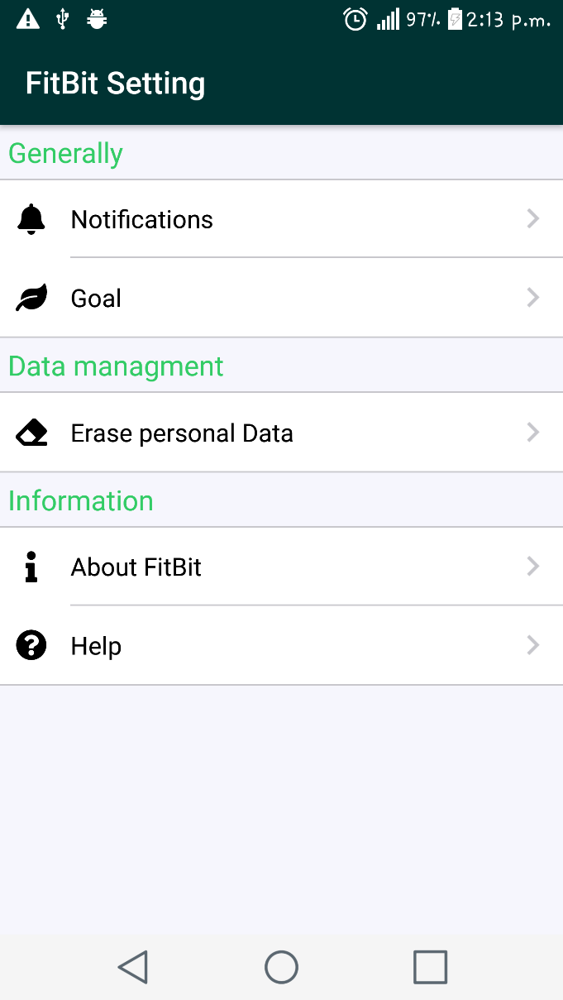 97% 2:13 p.m.
FitBit Setting
Generally
Notifications
Goal
Data managment
Erase personal Data
Information
About FitBit
Help